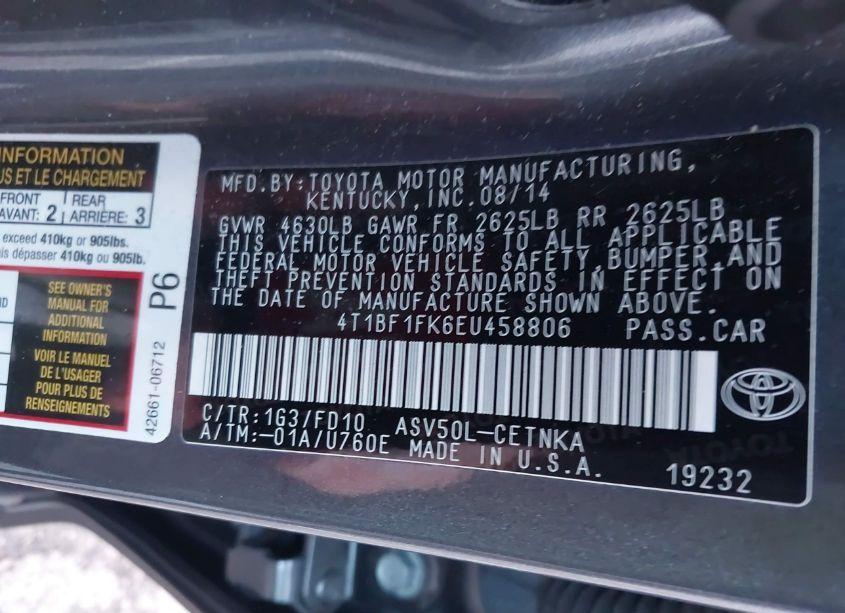 INFORMATION
US ET LE CHARGEMENT
FRONT
AVANT: 2
REAR
ARRIÈRE: 3
exceed 410kg or 905lbs.
dépasser 410kg ou 905lb.
SEE OWNER'S
MANUAL FOR
ADDITIONAL
INFORMATION
VOIR LE MANUEL
DE L'USAGER
POUR PLUS DE
RENSEIGNEMENTS
P6
42661-06712
MFD.BY:TOYOTA MOTOR MANUFACTURING,
KENTUCKY, INC. 08/14
GVWR 4630LB GAWR FR 2625LB RR 2625LB
THIS VEHICLE CONFORMS TO ALL APPLICABLE
FEDERAL MOTOR VEHICLE SAFETY,BUMPER,AND
THEFT PREVENTION STANDARDS IN EFFECT ON
THE DATE OF MANUFACTURE SHOWN ABOVE.
4T1BF1FK6EU458806 PASS.CAR
C/TR:1G3/FD10 ASV50L-CETNKA
A/TM:-01A/U760E MADE IN U.S.A.
19232